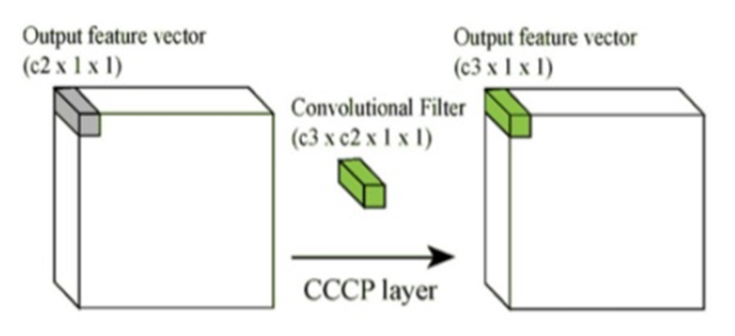 Output feature vector
(c2 x 1 x 1)
Output feature vector
(c3 x 1 x 1)
Convolutional Filter
(c3 x c2 x 1 x 1)
CCCP layer